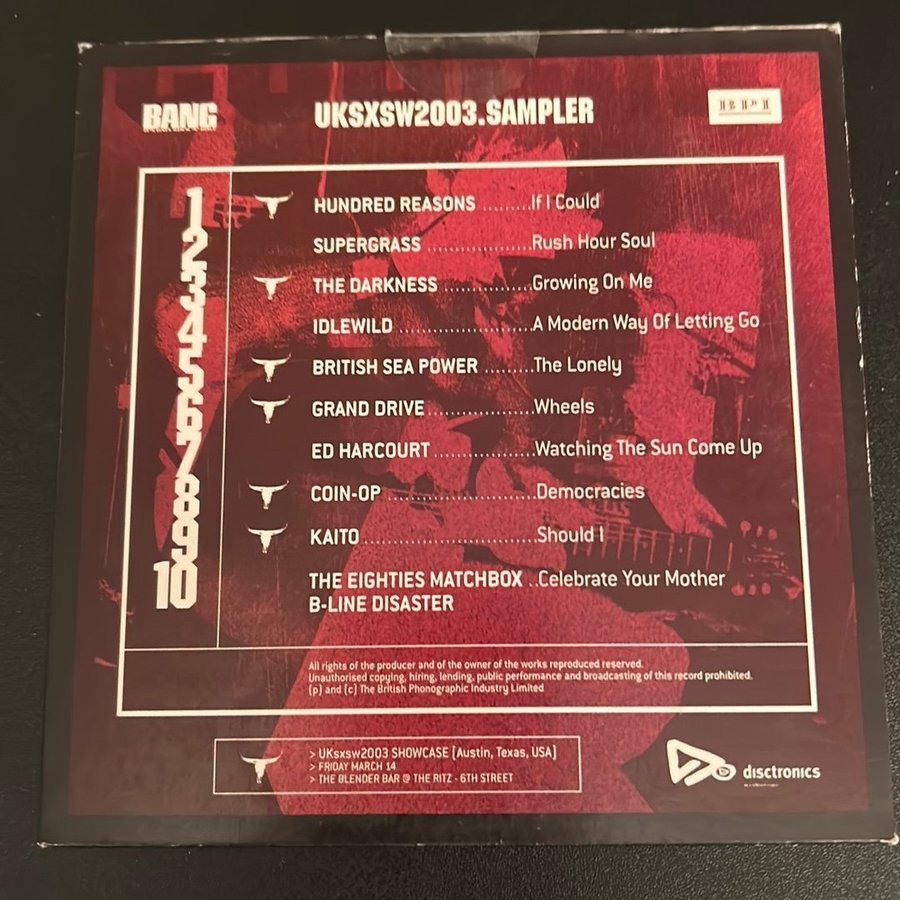 BANG
UKSXSW2003.SAMPLER
BPI
1 HUNDRED REASONS ........If I Could
2 SUPERGRASS ..................Rush Hour Soul
3 THE DARKNESS ...............Growing On Me
4 IDLEWILD .......................A Modern Way Of Letting Go
5 BRITISH SEA POWER .........The Lonely
6 GRAND DRIVE..................Wheels
7 ED HARCOURT .................Watching The Sun Come Up
8 COIN-OP .........................Democracies
9 KAITO..............................Should I
10 THE EIGHTIES MATCHBOX ..Celebrate Your Mother
B-LINE DISASTER
All rights of the producer and of the owner of the works reproduced reserved.
Unauthorised copying, hiring, lending, public performance and broadcasting of this record prohibited.
(p) and (c) The British Phonographic Industry Limited
> UKsxsw2003 SHOWCASE [Austin, Texas, USA]
> FRIDAY MARCH 14
> THE BLENDER BAR @ THE RITZ - 6TH STREET
disctronics